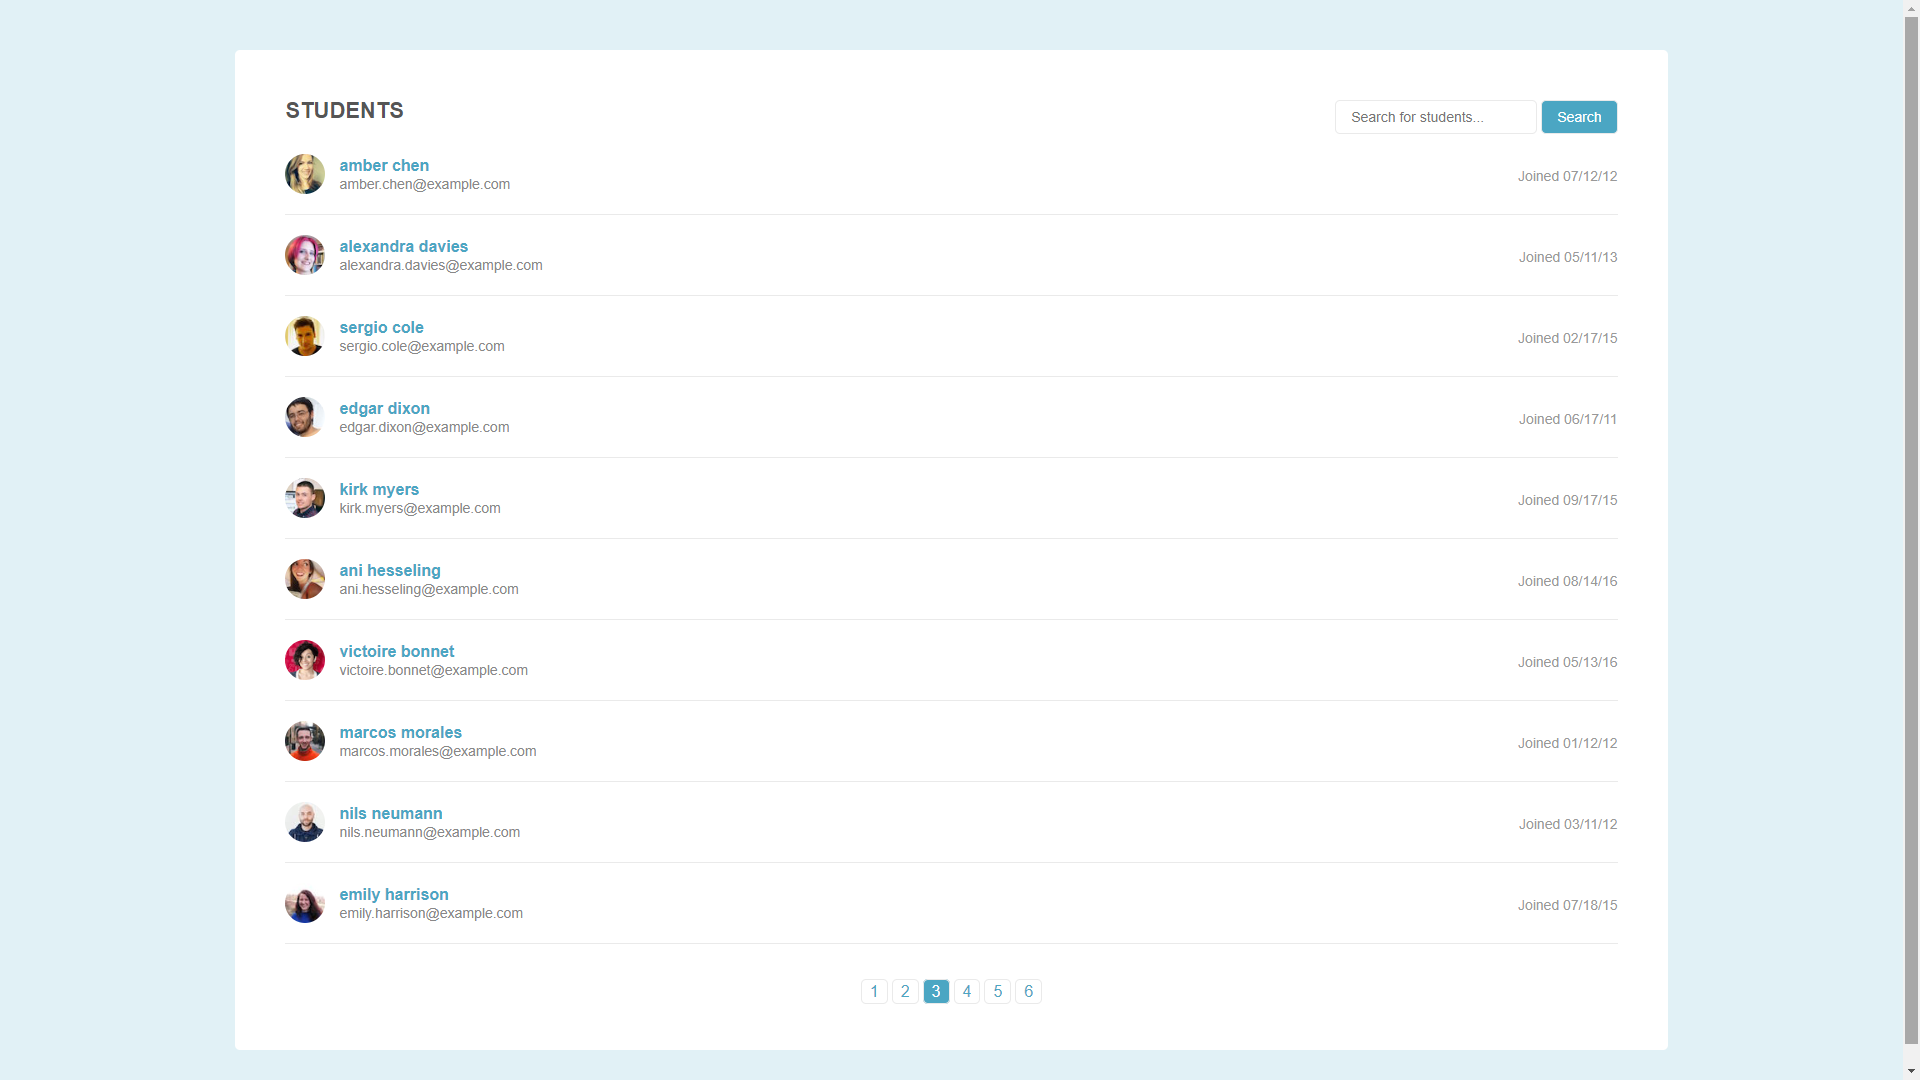 STUDENTS
Search for students...
Search
amber chen
amber.chen@example.com
Joined 07/12/12
alexandra davies
alexandra.davies@example.com
Joined 05/11/13
sergio cole
sergio.cole@example.com
Joined 02/17/15
edgar dixon
edgar.dixon@example.com
Joined 06/17/11
kirk myers
kirk.myers@example.com
Joined 09/17/15
ani hesseling
ani.hesseling@example.com
Joined 08/14/16
victoire bonnet
victoire.bonnet@example.com
Joined 05/13/16
marcos morales
marcos.morales@example.com
Joined 01/12/12
nils neumann
nils.neumann@example.com
Joined 03/11/12
emily harrison
emily.harrison@example.com
Joined 07/18/15
1 2 3 4 5 6